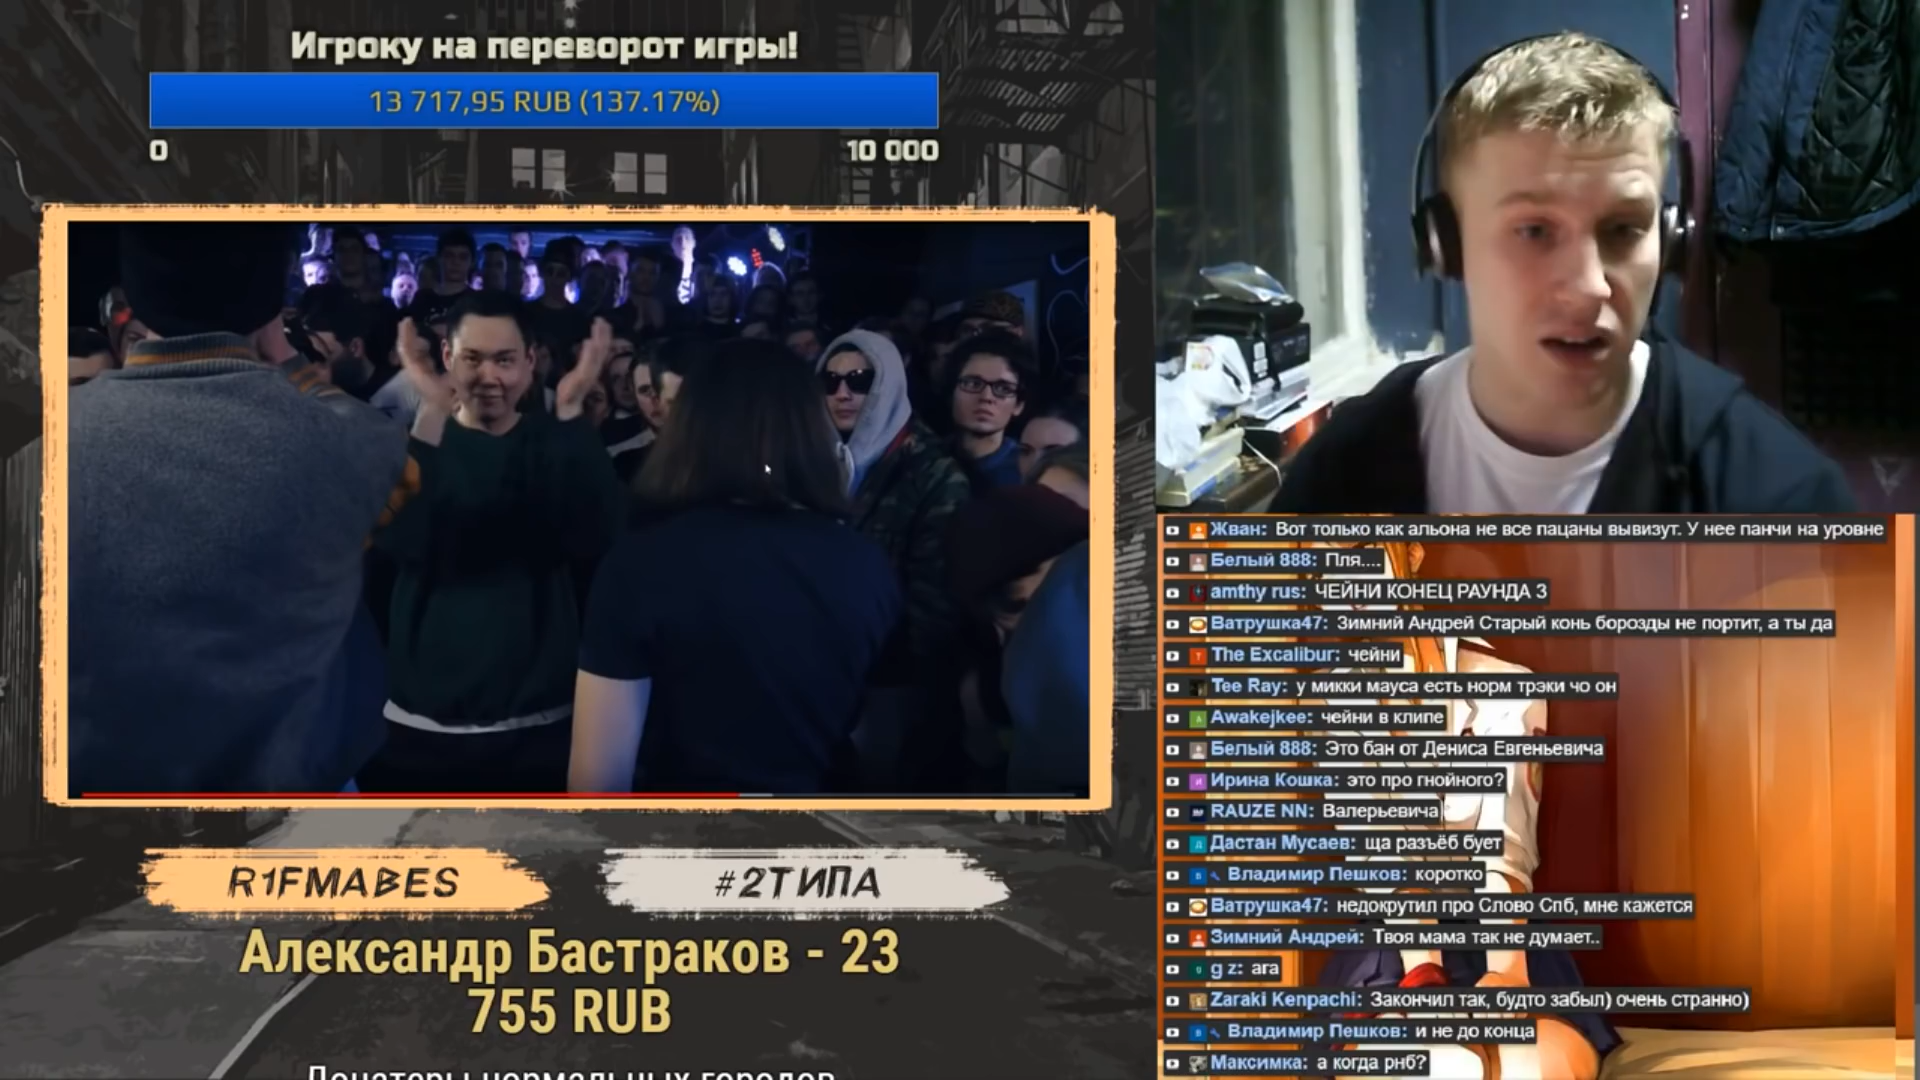 Игроку на переворот игры!
13 717,95 RUB (137.17%)
0
10 000
R1FMABES
#2ТИПА
Александр Бастраков - 23
755 RUB
Донатеры нормальных городов
Жван: Вот только как альона не все пацаны вывизут. У нее панчи на уровне
Белый 888: Пля....
amthy rus: ЧЕЙНИ КОНЕЦ РАУНДА 3
Ватрушка47: Зимний Андрей Старый конь борозды не портит, а ты да
The Excalibur: чейни
Tee Ray: у микки мауса есть норм трэки чо он
Awakejkee: чейни в клипе
Белый 888: Это бан от Дениса Евгеньевича
Ирина Кошка: это про гнойного?
RAUZE NN: Валерьевича
Дастан Мусаев: ща разъёб бует
Владимир Пешков: коротко
Ватрушка47: недокрутил про Слово Спб, мне кажется
Зимний Андрей: Твоя мама так не думает..
g z: ага
Zaraki Kenpachi: Закончил так, будто забыл) очень странно)
Владимир Пешков: и не до конца
Максимка: а когда рнб?